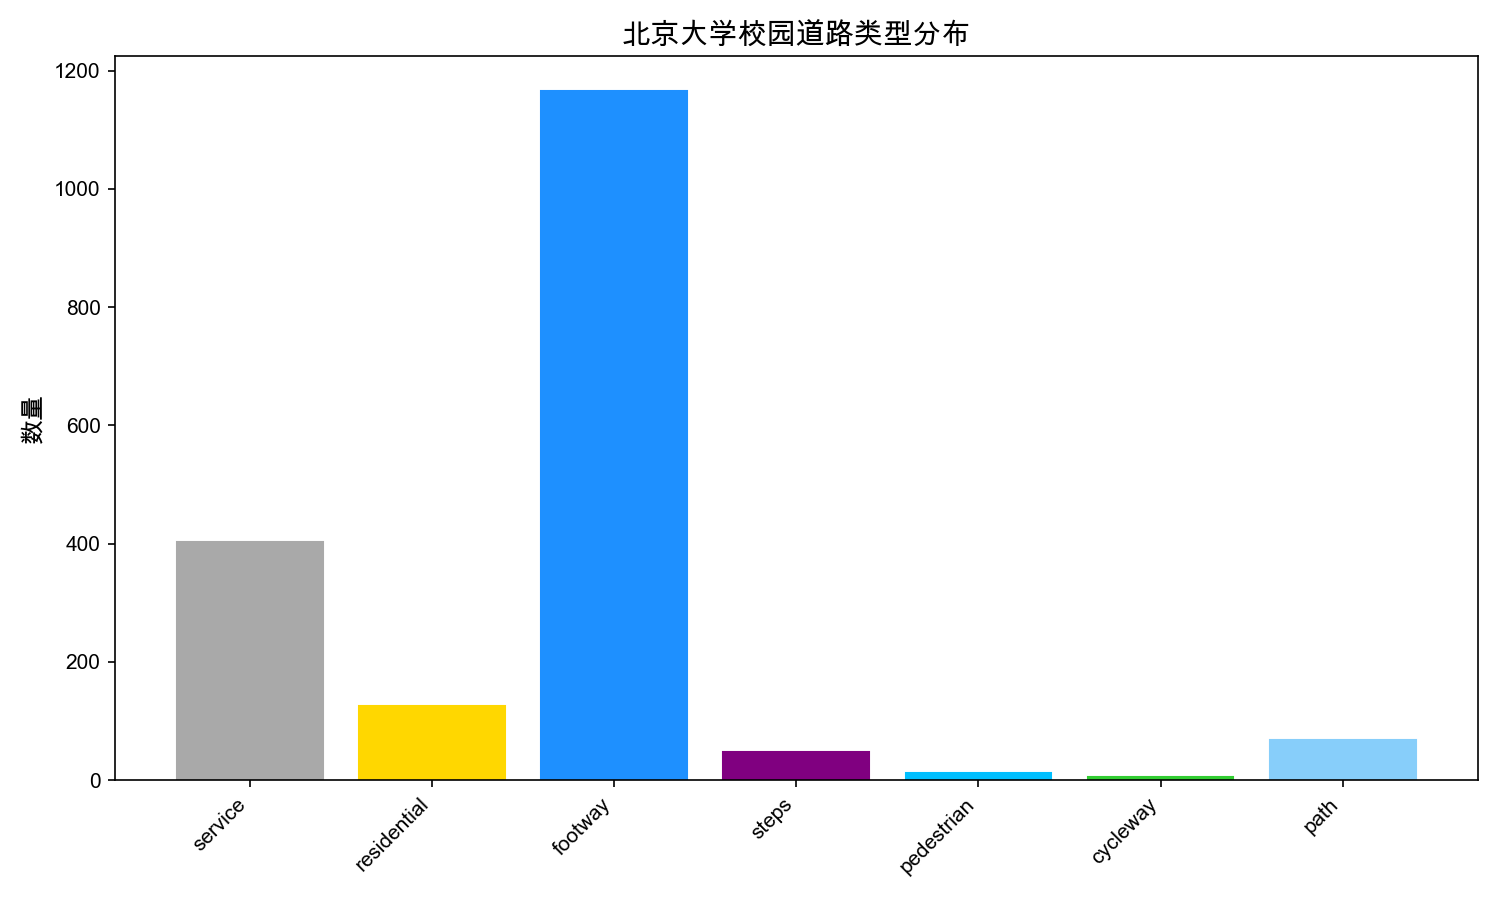 北京大学校园道路类型分布
数量
1200
1000
800
600
400
200
0
service
residential
footway
steps
pedestrian
cycleway
path